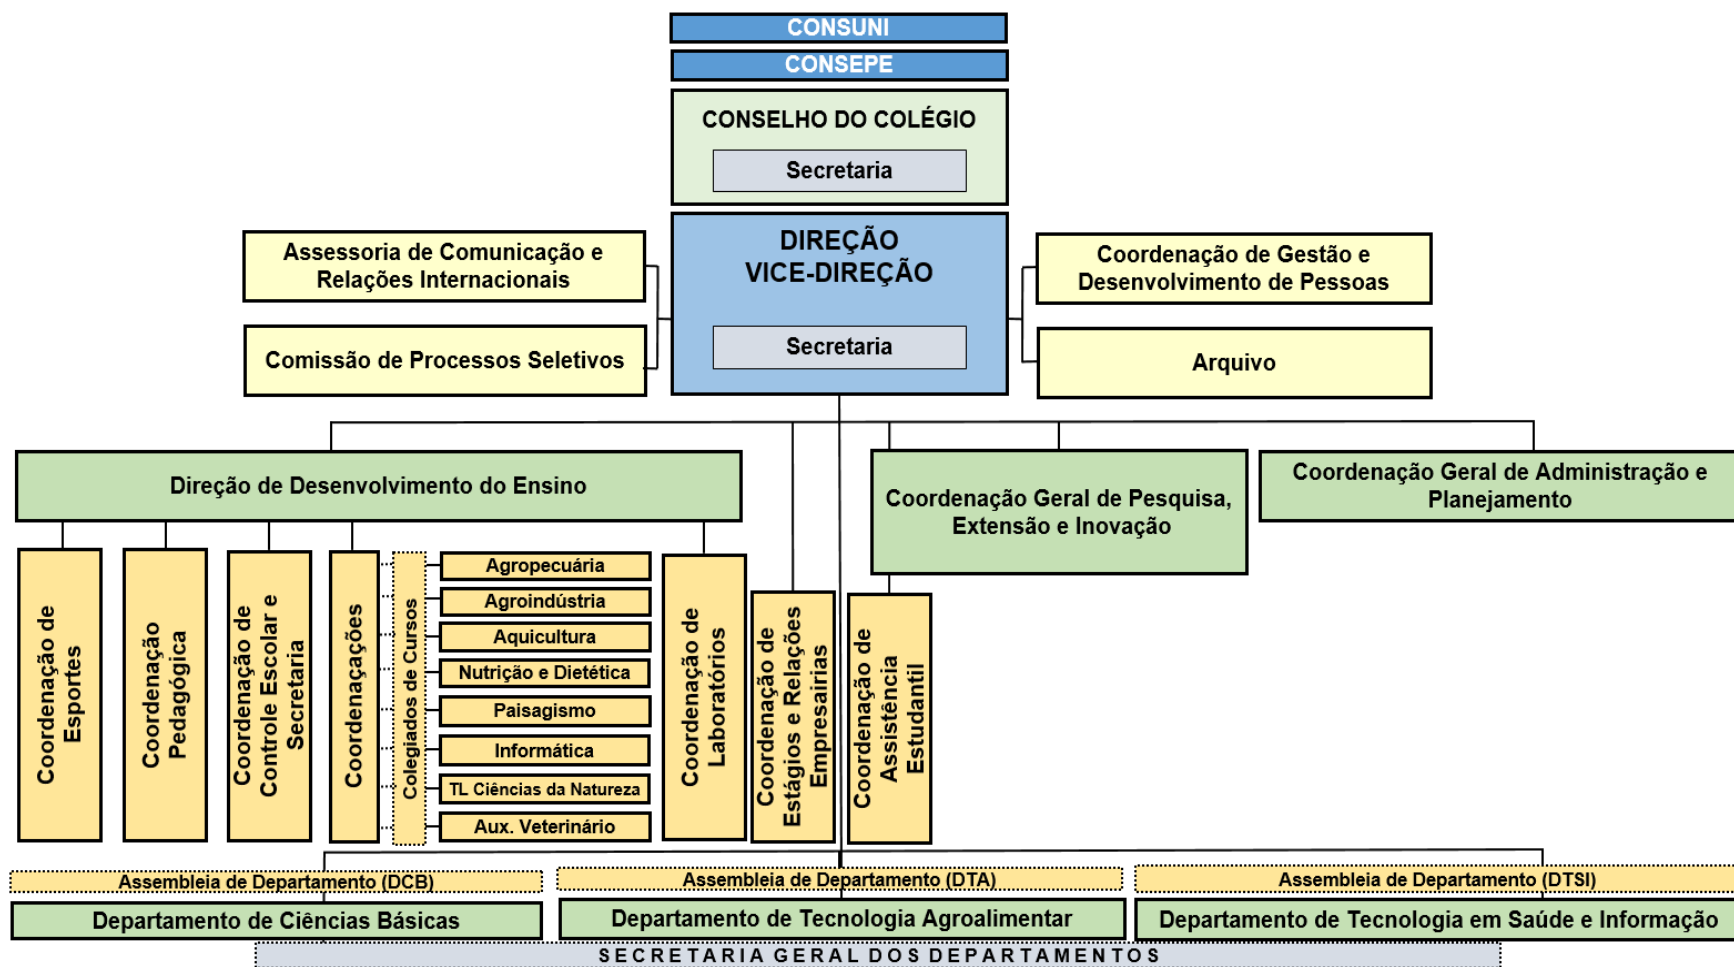 CONSUNI
CONSEPE
CONSELHO DO COLÉGIO
Secretaria
DIREÇÃO
VICE-DIREÇÃO
Secretaria
Assessoria de Comunicação e
Relações Internacionais
Comissão de Processos Seletivos
Coordenação de Gestão e
Desenvolvimento de Pessoas
Arquivo
Direção de Desenvolvimento do Ensino
Coordenação Geral de Pesquisa,
Extensão e Inovação
Coordenação Geral de Administração e
Planejamento
Coordenação de
Esportes
Coordenação
Pedagógica
Coordenação de
Controle Escolar e
Secretaria
Coordenaçações
Colegiados de Cursos
Agropecuária
Agroindústria
Aquicultura
Nutrição e Dietética
Paisagismo
Informática
TL Ciências da Natureza
Aux. Veterinário
Coordenação de
Laboratórios
Coordenação de
Estágios e Relações
Empresairias
Coordenação de
Assistência
Estudantil
Assembleia de Departamento (DCB)
Assembleia de Departamento (DTA)
Assembleia de Departamento (DTSI)
Departamento de Ciências Básicas
Departamento de Tecnologia Agroalimentar
Departamento de Tecnologia em Saúde e Informação
SECRETARIA GERAL DOS DEPARTAMENTOS